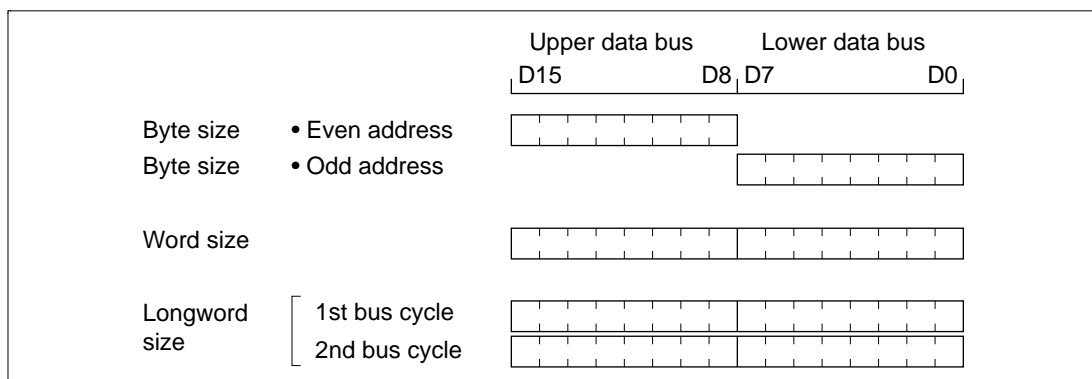 Upper data bus Lower data bus
D15 D8 D7 D0
Byte size • Even address
Byte size • Odd address
Word size
Longword size 1st bus cycle
2nd bus cycle